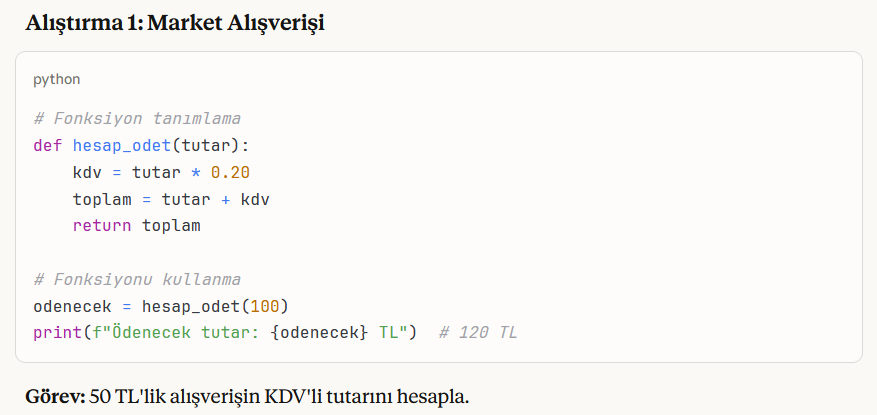 Alıştırma 1: Market Alışverişi
python
# Fonksiyon tanımlama
def hesap_odet(tutar):
    kdv = tutar * 0.20
    toplam = tutar + kdv
    return toplam
# Fonksiyonu kullanma
odenecek = hesap_odet(100)
print(f"Ödenecek tutar: {odenecek} TL")  # 120 TL
Görev: 50 TL'lik alışverişin KDV'li tutarını hesapla.